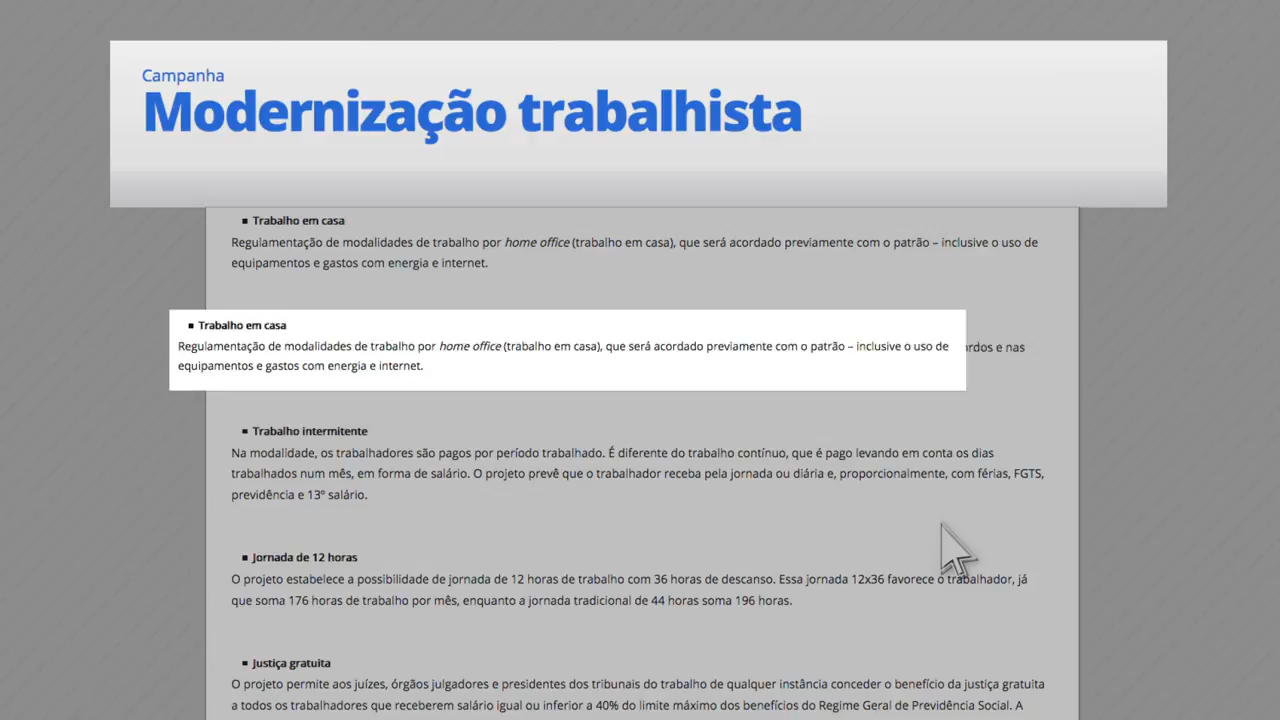 Campanha
Modernização trabalhista
▪ Trabalho em casa
Regulamentação de modalidades de trabalho por home office (trabalho em casa), que será acordado previamente com o patrão – inclusive o uso de
equipamentos e gastos com energia e internet.
▪ Trabalho em casa
Regulamentação de modalidades de trabalho por home office (trabalho em casa), que será acordado previamente com o patrão – inclusive o uso de
e nas
equipamentos e gastos com energia e internet.
▪ Trabalho intermitente
Na modalidade, os trabalhadores são pagos por período trabalhado. É diferente do trabalho contínuo, que é pago levando em conta os dias
trabalhados num mês, em forma de salário. O projeto prevê que o trabalhador receba pela jornada ou diária e, proporcionalmente, com férias, FGTS,
previdência e 13º salário.
▪ Jornada de 12 horas
O projeto estabelece a possibilidade de jornada de 12 horas de trabalho com 36 horas de descanso. Essa jornada 12x36 favorece o trabalhador, já
que soma 176 horas de trabalho por mês, enquanto a jornada tradicional de 44 horas soma 196 horas.
▪ Justiça gratuita
O projeto permite aos juízes, órgãos julgadores e presidentes dos tribunais do trabalho de qualquer instância conceder o benefício da justiça gratuita
a todos os trabalhadores que receberem salário igual ou inferior a 40% do limite máximo dos benefícios do Regime Geral de Previdência Social. A